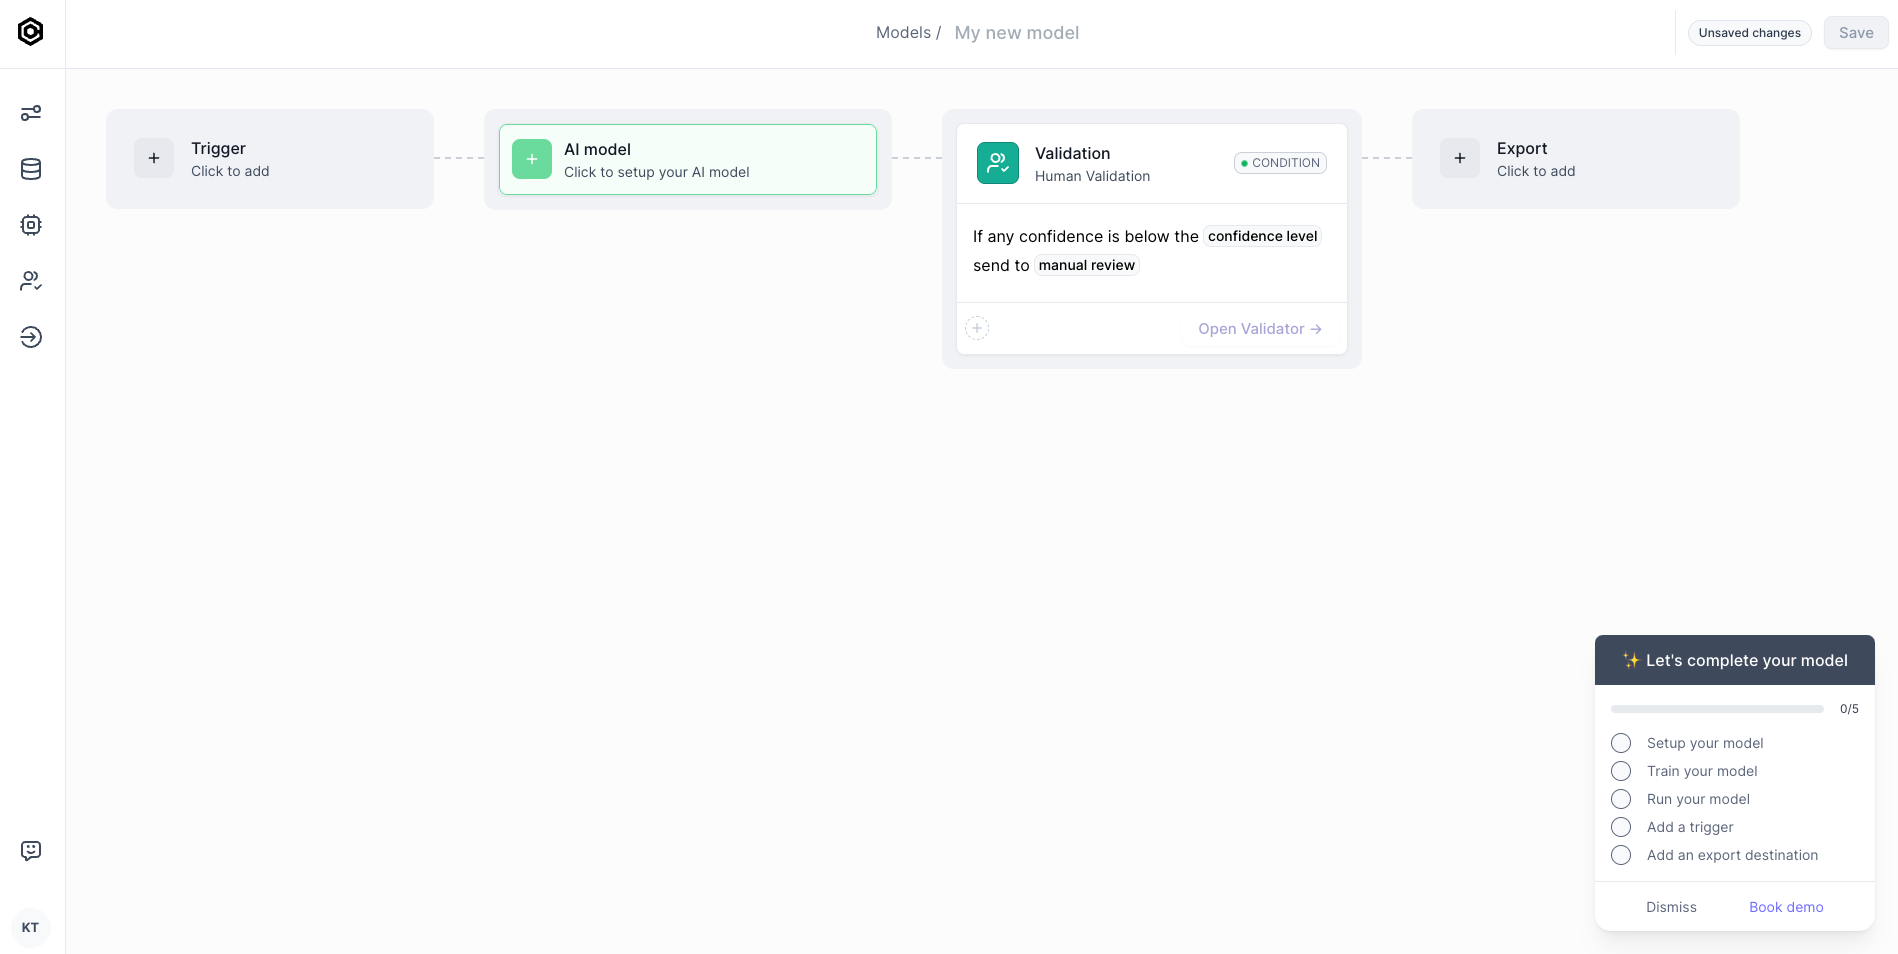 Models / My new model
Unsaved changes
Save
Trigger
Click to add
AI model
Click to setup your AI model
Validation
Human Validation
CONDITION
If any confidence is below the confidence level
send to manual review
Open Validator →
Export
Click to add
✨ Let's complete your model
0/5
Setup your model
Train your model
Run your model
Add a trigger
Add an export destination
Dismiss
Book demo
KT